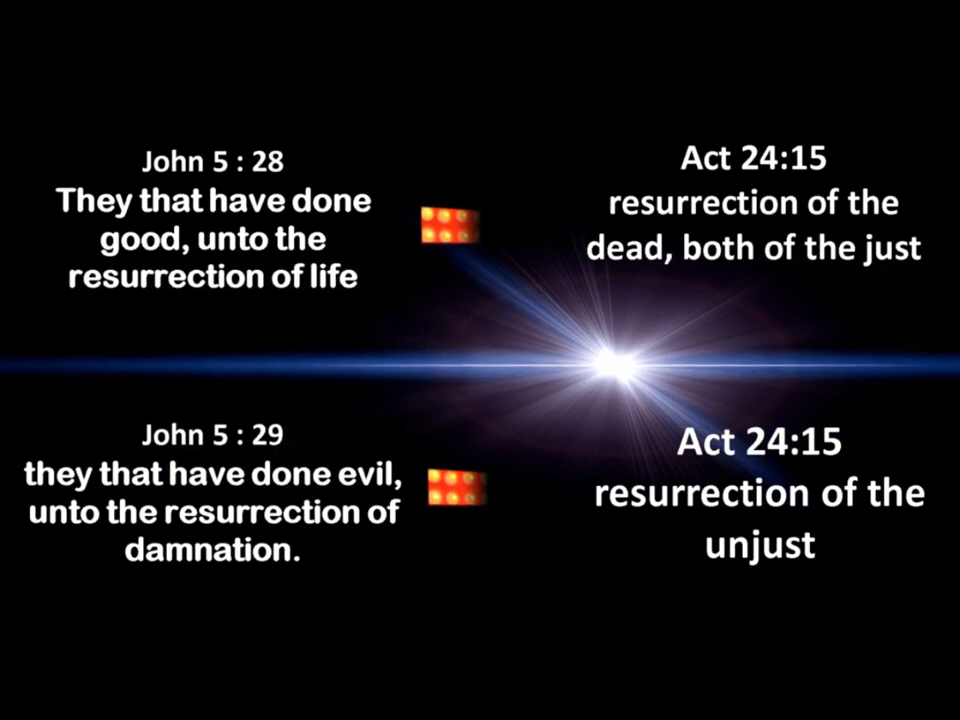 John 5 : 28
They that have done
good, unto the
resurrection of life
Act 24:15
resurrection of the
dead, both of the just
John 5 : 29
they that have done evil,
unto the resurrection of
damnation.
Act 24:15
resurrection of the
unjust